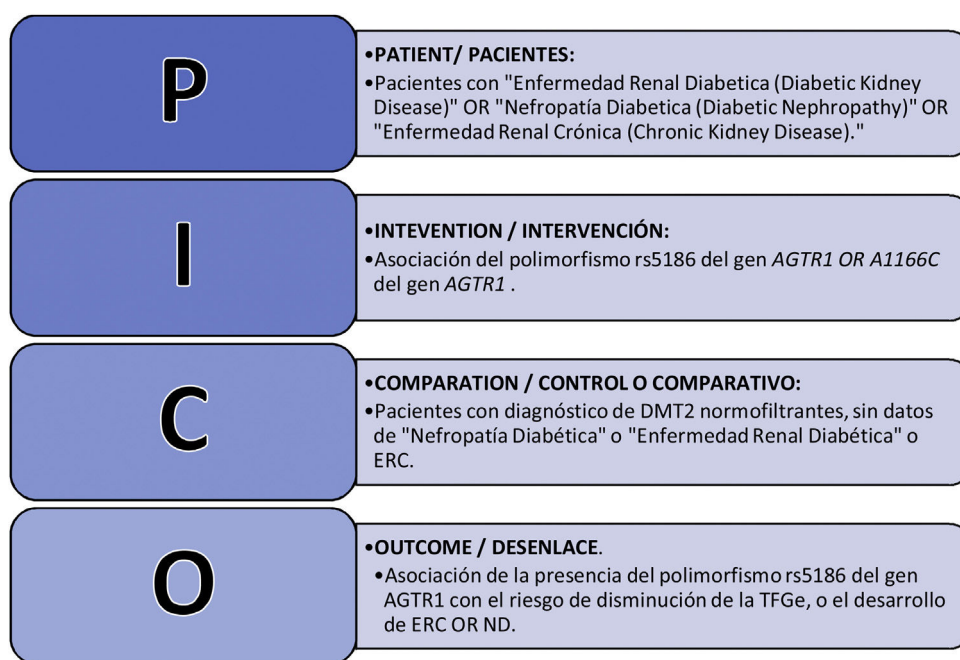 P
•PATIENT/ PACIENTES:
•Pacientes con "Enfermedad Renal Diabetica (Diabetic Kidney
Disease)" OR "Nefropatía Diabetica (Diabetic Nephropathy)" OR
"Enfermedad Renal Crónica (Chronic Kidney Disease)."
I
•INTEVENTION / INTERVENCIÓN:
•Asociación del polimorfismo rs5186 del gen AGTR1 OR A1166C
del gen AGTR1 .
C
•COMPARATION / CONTROL O COMPARATIVO:
•Pacientes con diagnóstico de DMT2 normofiltrantes, sin datos
de "Nefropatía Diabética" o "Enfermedad Renal Diabética" o
ERC.
O
•OUTCOME / DESENLACE.
•Asociación de la presencia del polimorfismo rs5186 del gen
AGTR1 con el riesgo de disminución de la TFGe, o el desarrollo
de ERC OR ND.